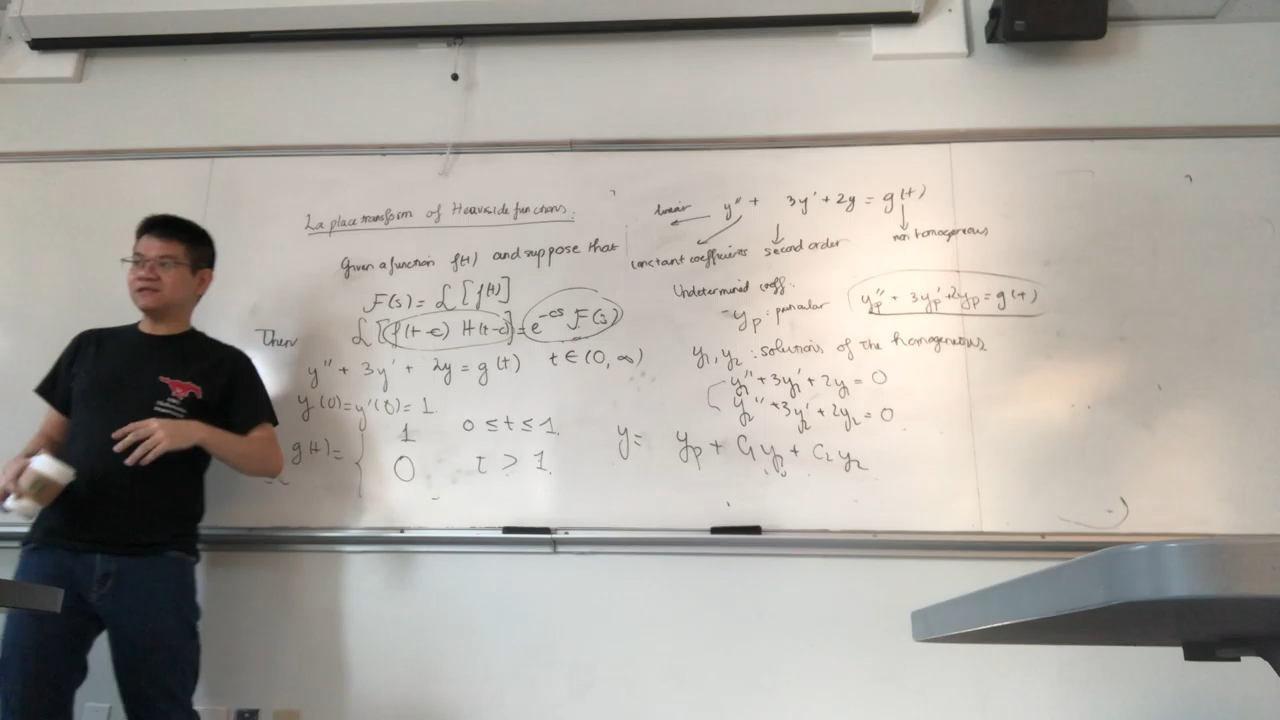 Laplace transform of Heaviside functions.
Given a function f(t) and suppose that
F(s) = L[f(t)]
Then L[f(t-c) H(t-c)] = e^{-cs} F(s)
y'' + 3y' + 2y = g(t) t ∈ (0, ∞)
y(0) = y'(0) = 1
g(t) = { 1 0 ≤ t ≤ 1.
0 t > 1.
linear y'' + 3y' + 2y = g(t)
constant coefficients second order non homogeneous
Undetermined coeff.
y_p : particular y_p'' + 3y_p' + 2y_p = g(t)
y_1, y_2 : solutions of the homogeneous
y_1'' + 3y_1' + 2y_1 = 0
y_2'' + 3y_2' + 2y_2 = 0
y = y_p + C_1 y_1 + C_2 y_2